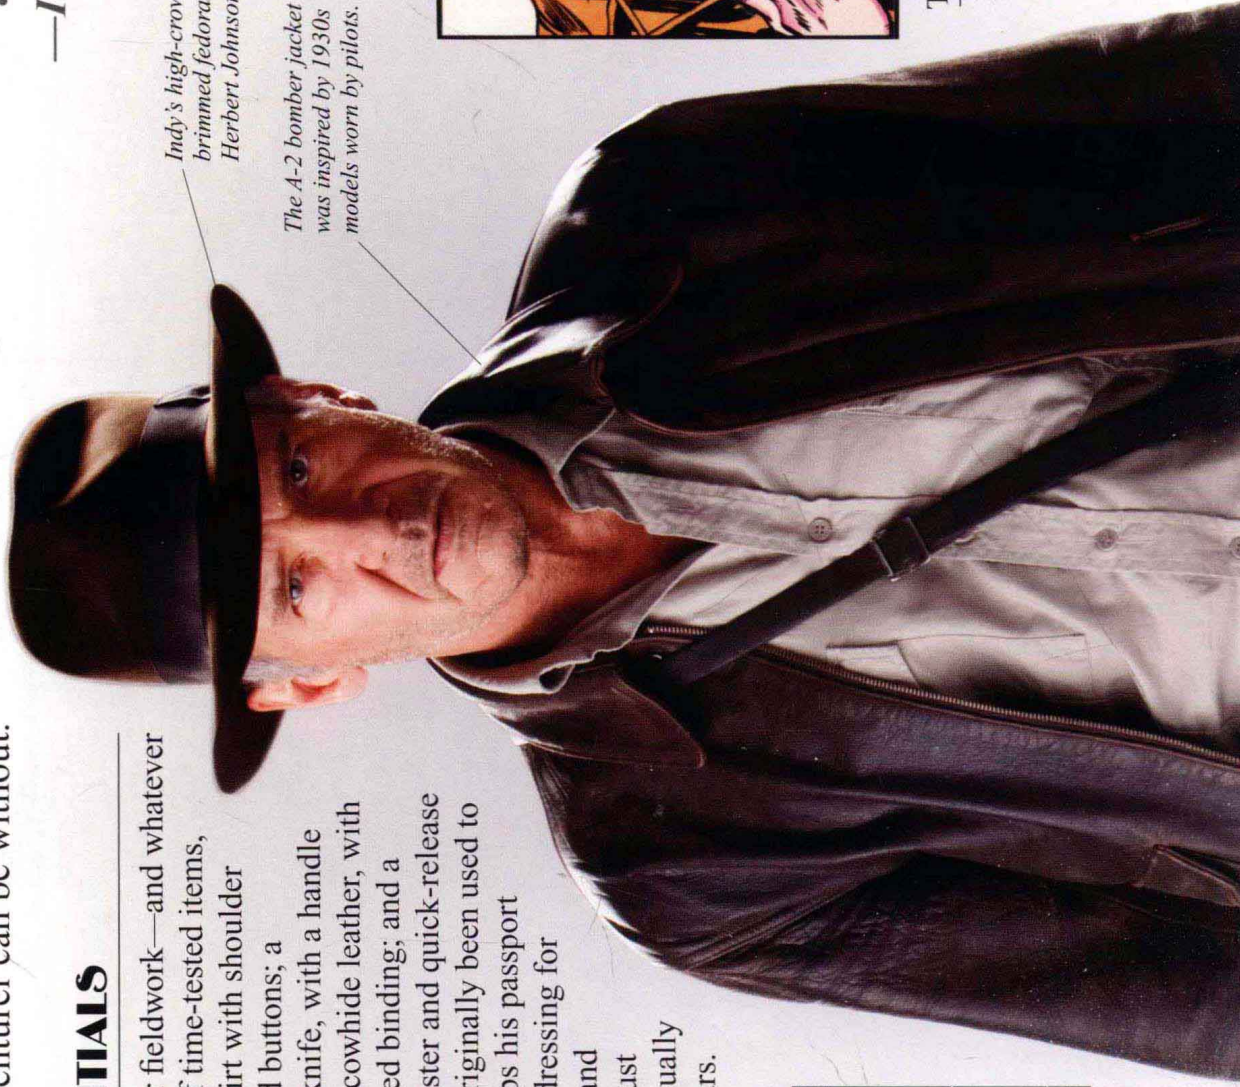 enturer can be without.
—I
TIALS
fieldwork—and whatever
f time-tested items,
irt with shoulder
buttons; a
knife, with a handle
cowhide leather, with
ed binding; and a
ster and quick-release
riginally been used to
ps his passport
dressing for
and
ust
ually
rs.
Indy's high-crow
brimmed fedora
Herbert Johnson
The A-2 bomber jacket
was inspired by 1930s
models worn by pilots.